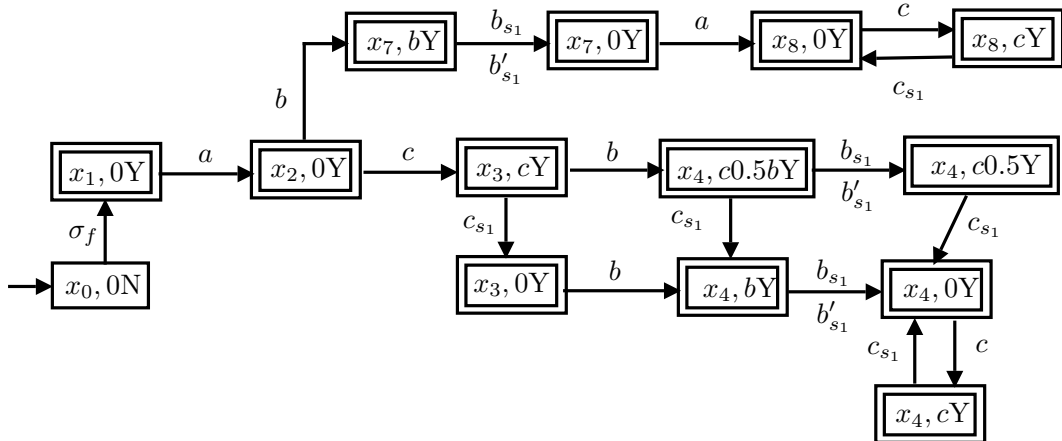 x₇, bY
b_{s₁}
b′_{s₁}
x₇, 0Y
a
x₈, 0Y
c
c_{s₁}
x₈, cY
b
x₁, 0Y
a
x₂, 0Y
c
x₃, cY
b
x₄, c0.5bY
b_{s₁}
b′_{s₁}
x₄, c0.5Y
σ_f
c_{s₁}
c_{s₁}
c_{s₁}
x₀, 0N
x₃, 0Y
b
x₄, bY
b_{s₁}
b′_{s₁}
x₄, 0Y
c_{s₁}
c
x₄, cY